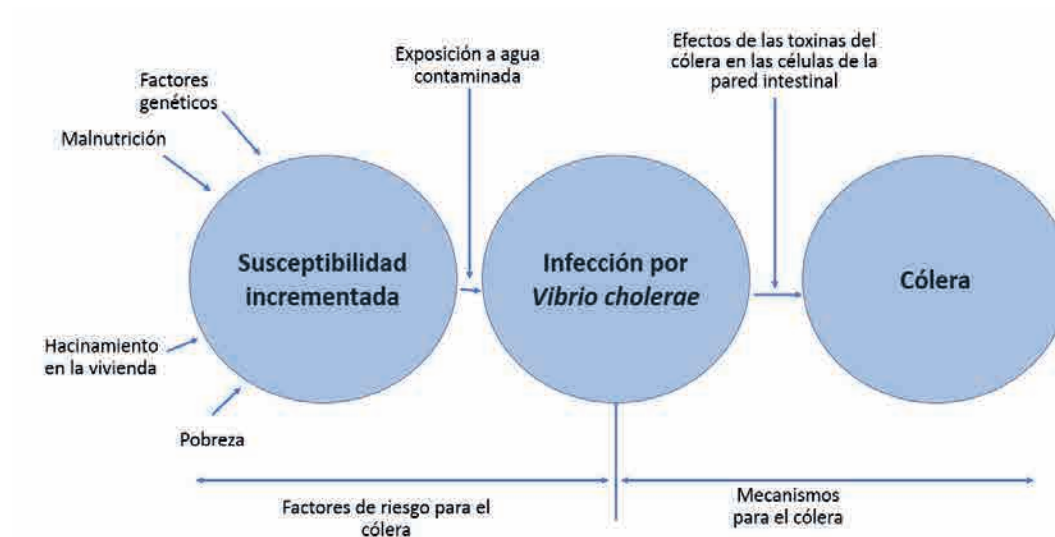 Factores
genéticos
Malnutrición
Hacinamiento
en la vivienda
Pobreza
Susceptibilidad
incrementada
Exposición a agua
contaminada
Infección por
Vibrio cholerae
Efectos de las toxinas del
cólera en las células de la
pared intestinal
Cólera
Factores de riesgo para el
cólera
Mecanismos
para el cólera